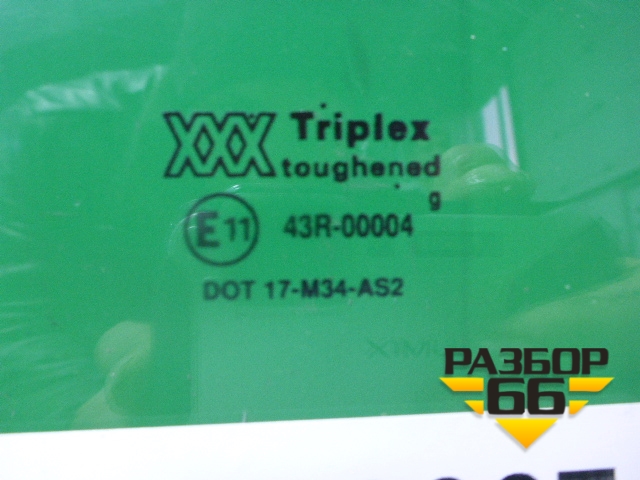 XXX Triplex
toughened
g
E11 43R-00004
DOT 17-M34-AS2
РАЗБОР
66